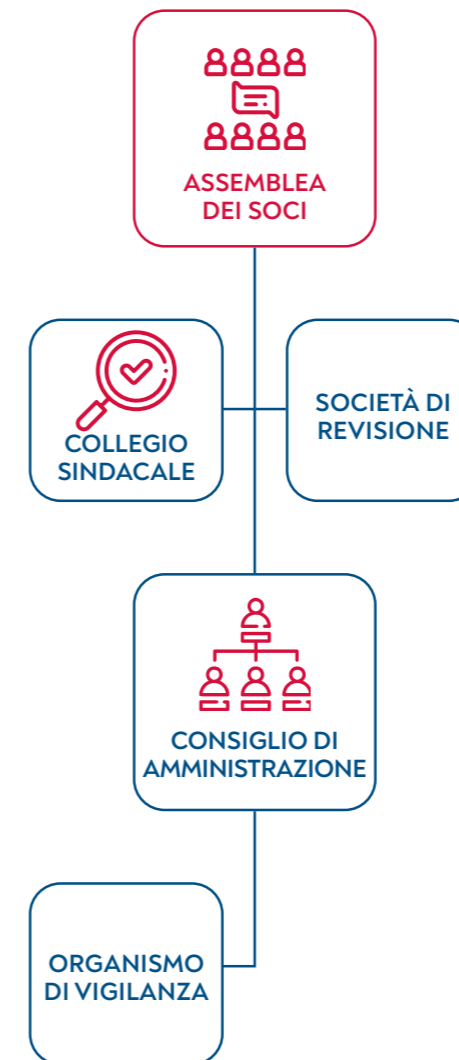 ASSEMBLEA
DEI SOCI
COLLEGIO
SINDACALE
SOCIETÀ DI
REVISIONE
CONSIGLIO DI
AMMINISTRAZIONE
ORGANISMO
DI VIGILANZA